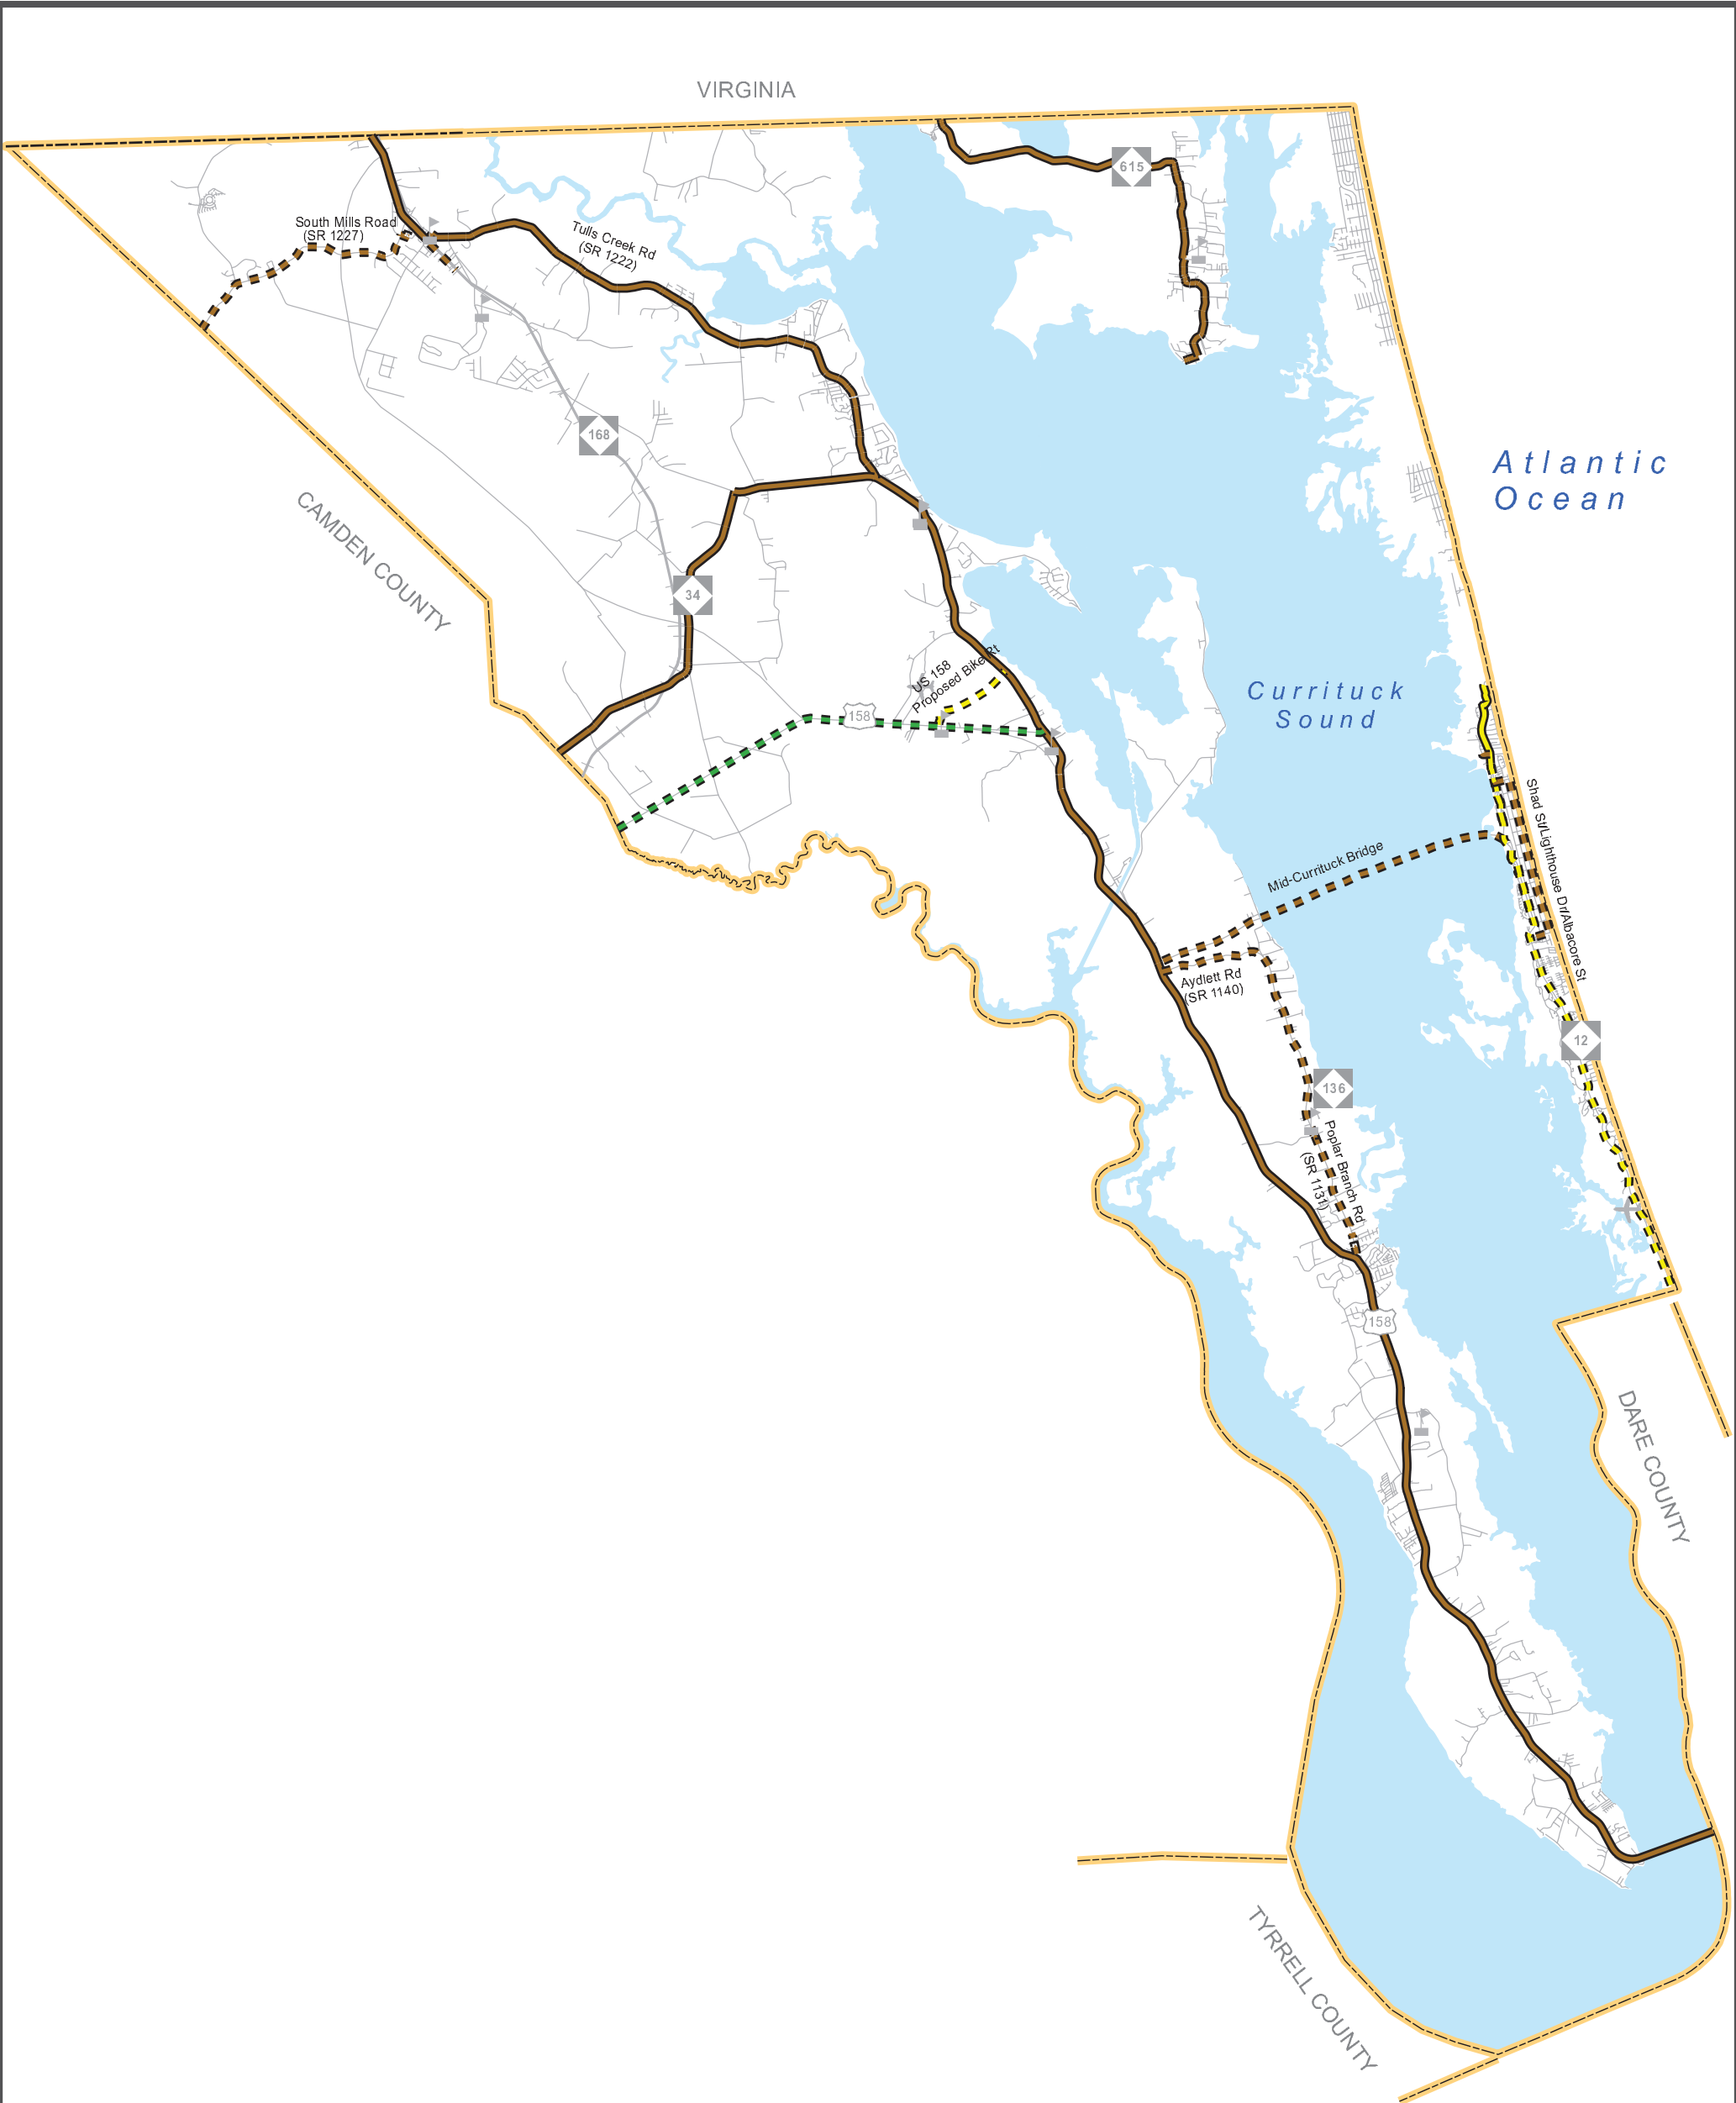 VIRGINIA
615
South Mills Road
(SR 1227)
Tulls Creek Rd
(SR 1222)
168
Atlantic
Ocean
CAMDEN COUNTY
34
US 158
Proposed Bike Rt
158
Currituck
Sound
Shad St/Lighthouse Dr/Albacore St
Mid-Currituck Bridge
Aydlett Rd
(SR 1140)
12
136
Poplar Branch Rd
(SR 1131)
158
DARE COUNTY
TYRRELL COUNTY